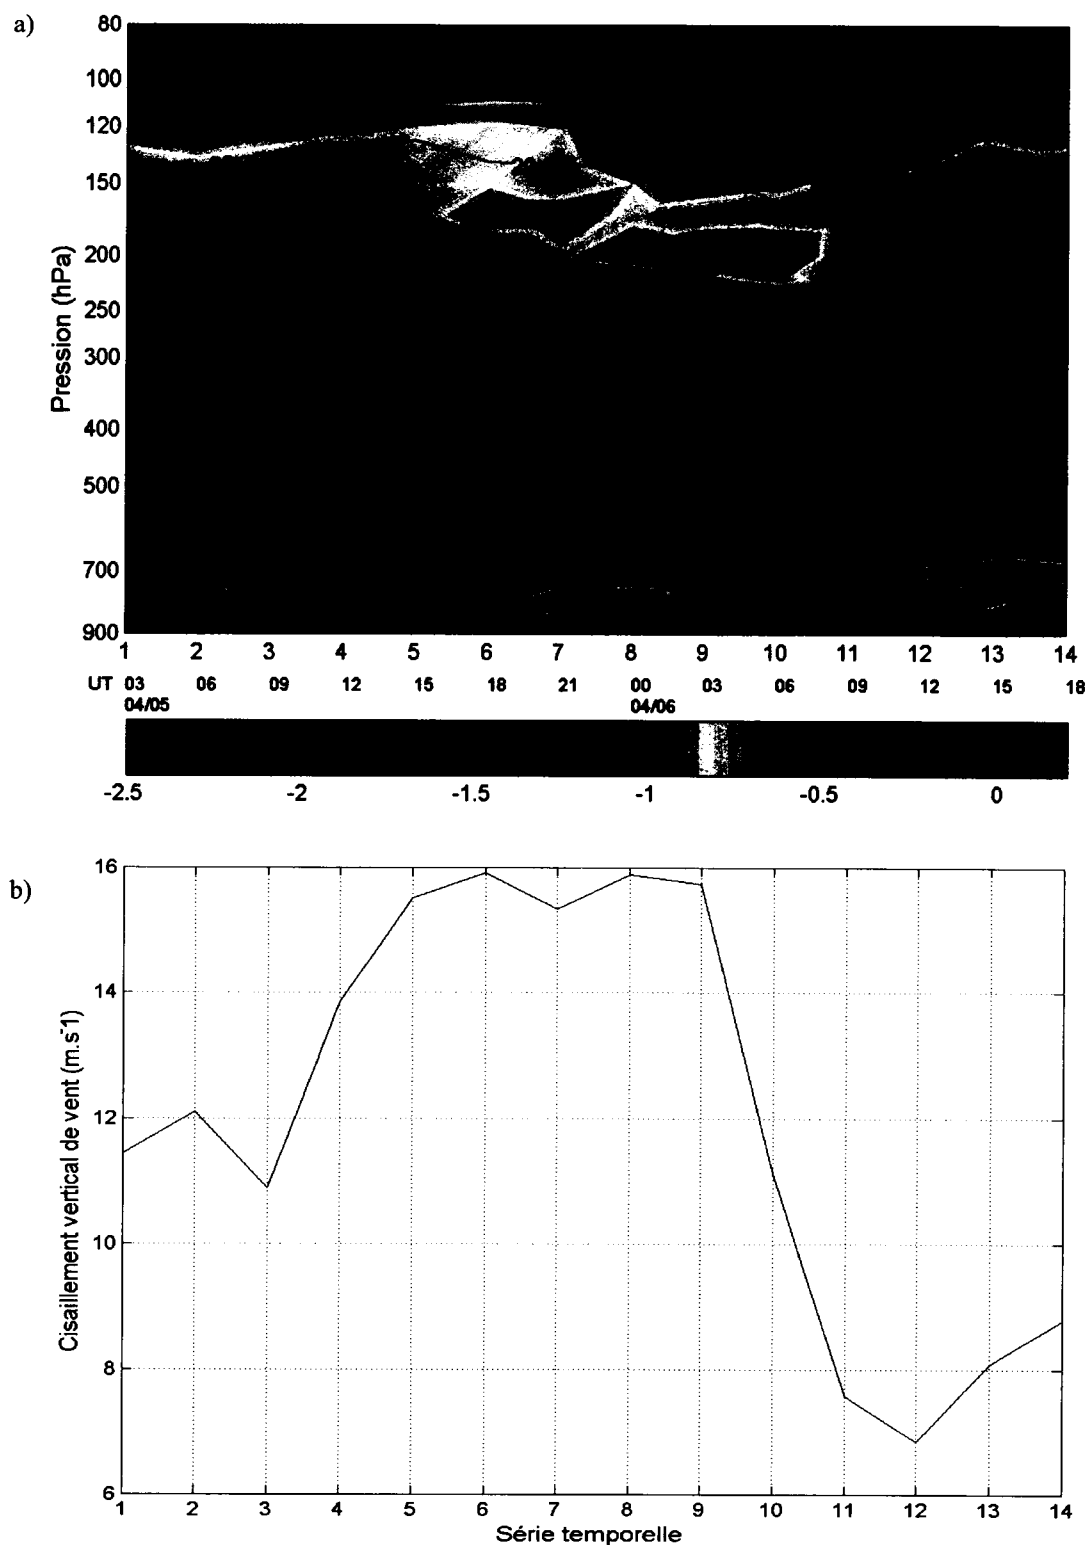 a)
80
100
120
150
200
250
300
400
500
700
900
Pression (hPa)
1 2 3 4 5 6 7 8 9 10 11 12 13 14
UT 03 06 09 12 15 18 21 00 03 06 09 12 15 18
04/05 04/06
-2.5 -2 -1.5 -1 -0.5 0
b)
16
14
12
10
8
6
Cisaillement vertical de vent (m.s-1)
1 2 3 4 5 6 7 8 9 10 11 12 13 14
Série temporelle